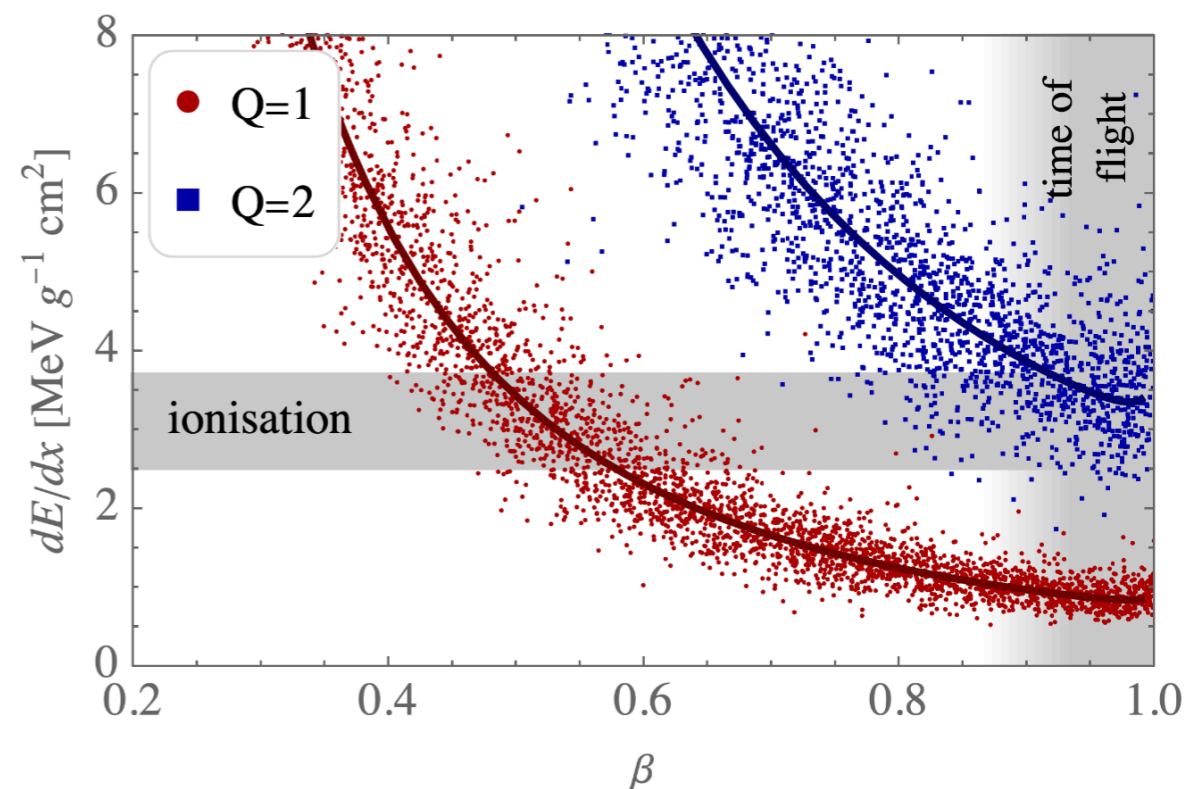 8
6
4
2
0
0.2
0.4
0.6
0.8
1.0
dE/dx [MeV g⁻¹ cm²]
β
Q=1
Q=2
ionisation
time of
flight